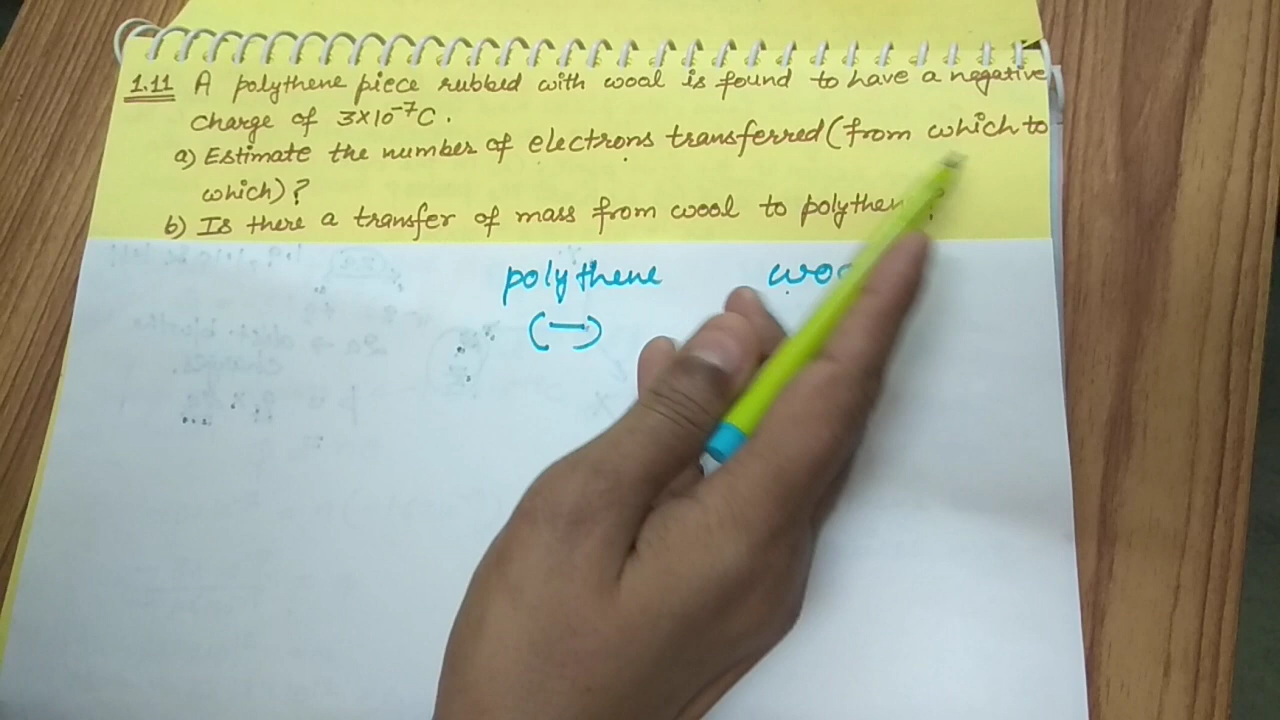 1.11 A polythene piece rubbed with wool is found to have a negative
charge of 3×10⁻⁷C.
a) Estimate the number of electrons transferred (from which to
which)?
b) Is there a transfer of mass from wool to polythen ?
polythene woo
(−)